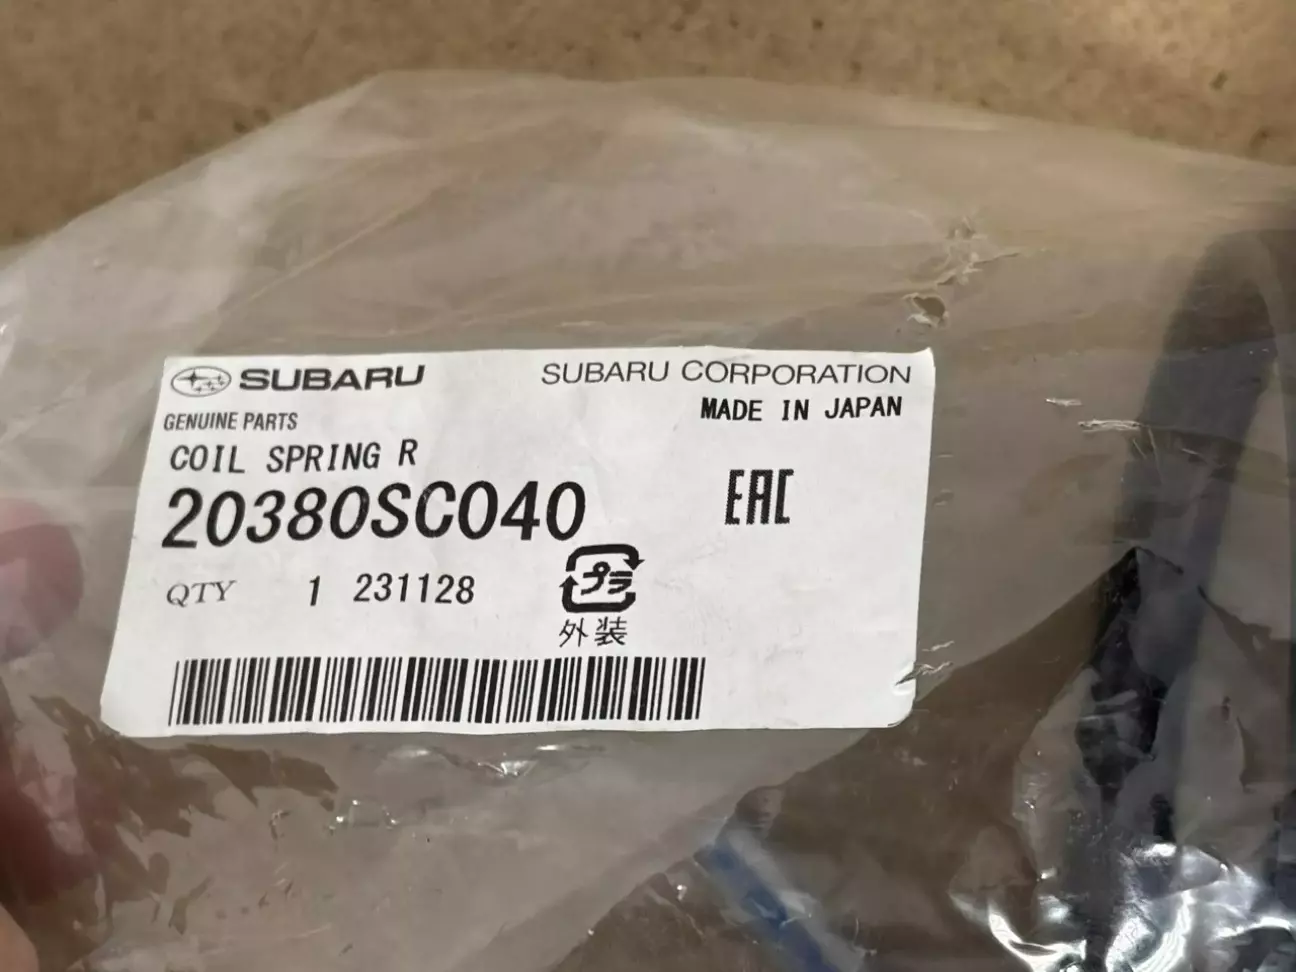 SUBARU SUBARU CORPORATION
GENUINE PARTS MADE IN JAPAN
COIL SPRING R
20380SC040 EAC
QTY 1 231128 プラ
外装